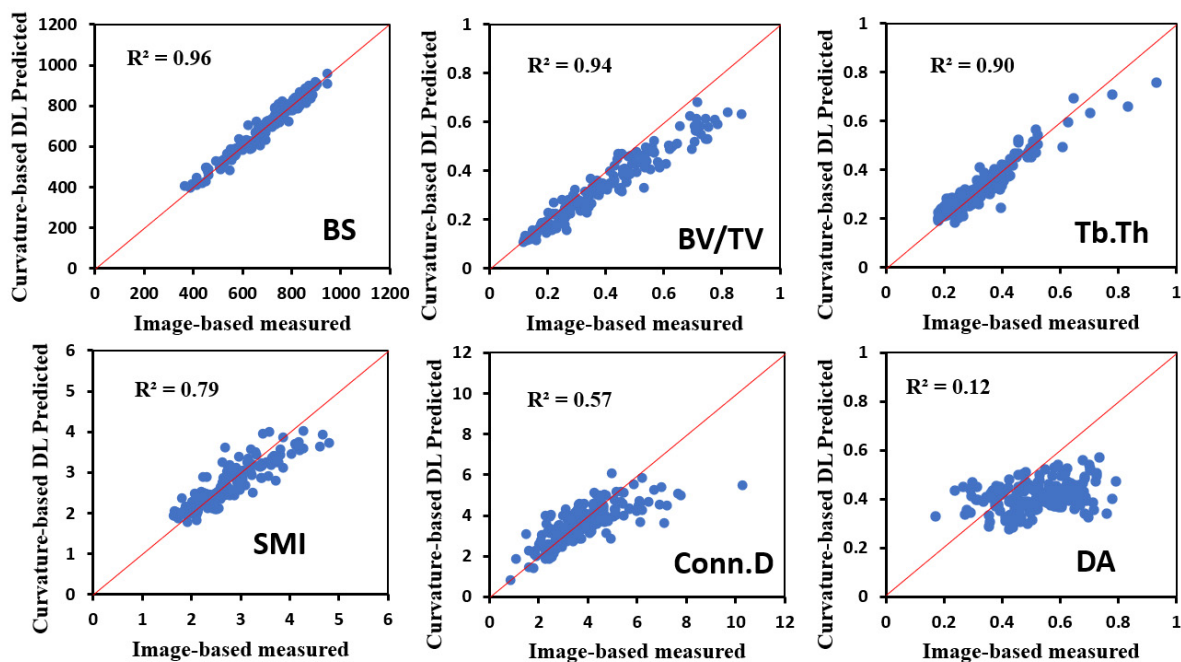 Curvature-based DL Predicted
1200
1000
800
600
400
200
0
R² = 0.96
BS
0 200 400 600 800 1000 1200
Image-based measured
Curvature-based DL Predicted
1
0.8
0.6
0.4
0.2
0
R² = 0.94
BV/TV
0 0.2 0.4 0.6 0.8 1
Image-based measured
Curvature-based DL Predicted
1
0.8
0.6
0.4
0.2
0
R² = 0.90
Tb.Th
0 0.2 0.4 0.6 0.8 1
Image-based measured
Curvature-based DL Predicted
6
5
4
3
2
1
0
R² = 0.79
SMI
0 1 2 3 4 5 6
Image-based measured
Curvature-based DL Predicted
12
10
8
6
4
2
0
R² = 0.57
Conn.D
0 2 4 6 8 10 12
Image-based measured
Curvature-based DL Predicted
1
0.8
0.6
0.4
0.2
0
R² = 0.12
DA
0 0.2 0.4 0.6 0.8 1
Image-based measured